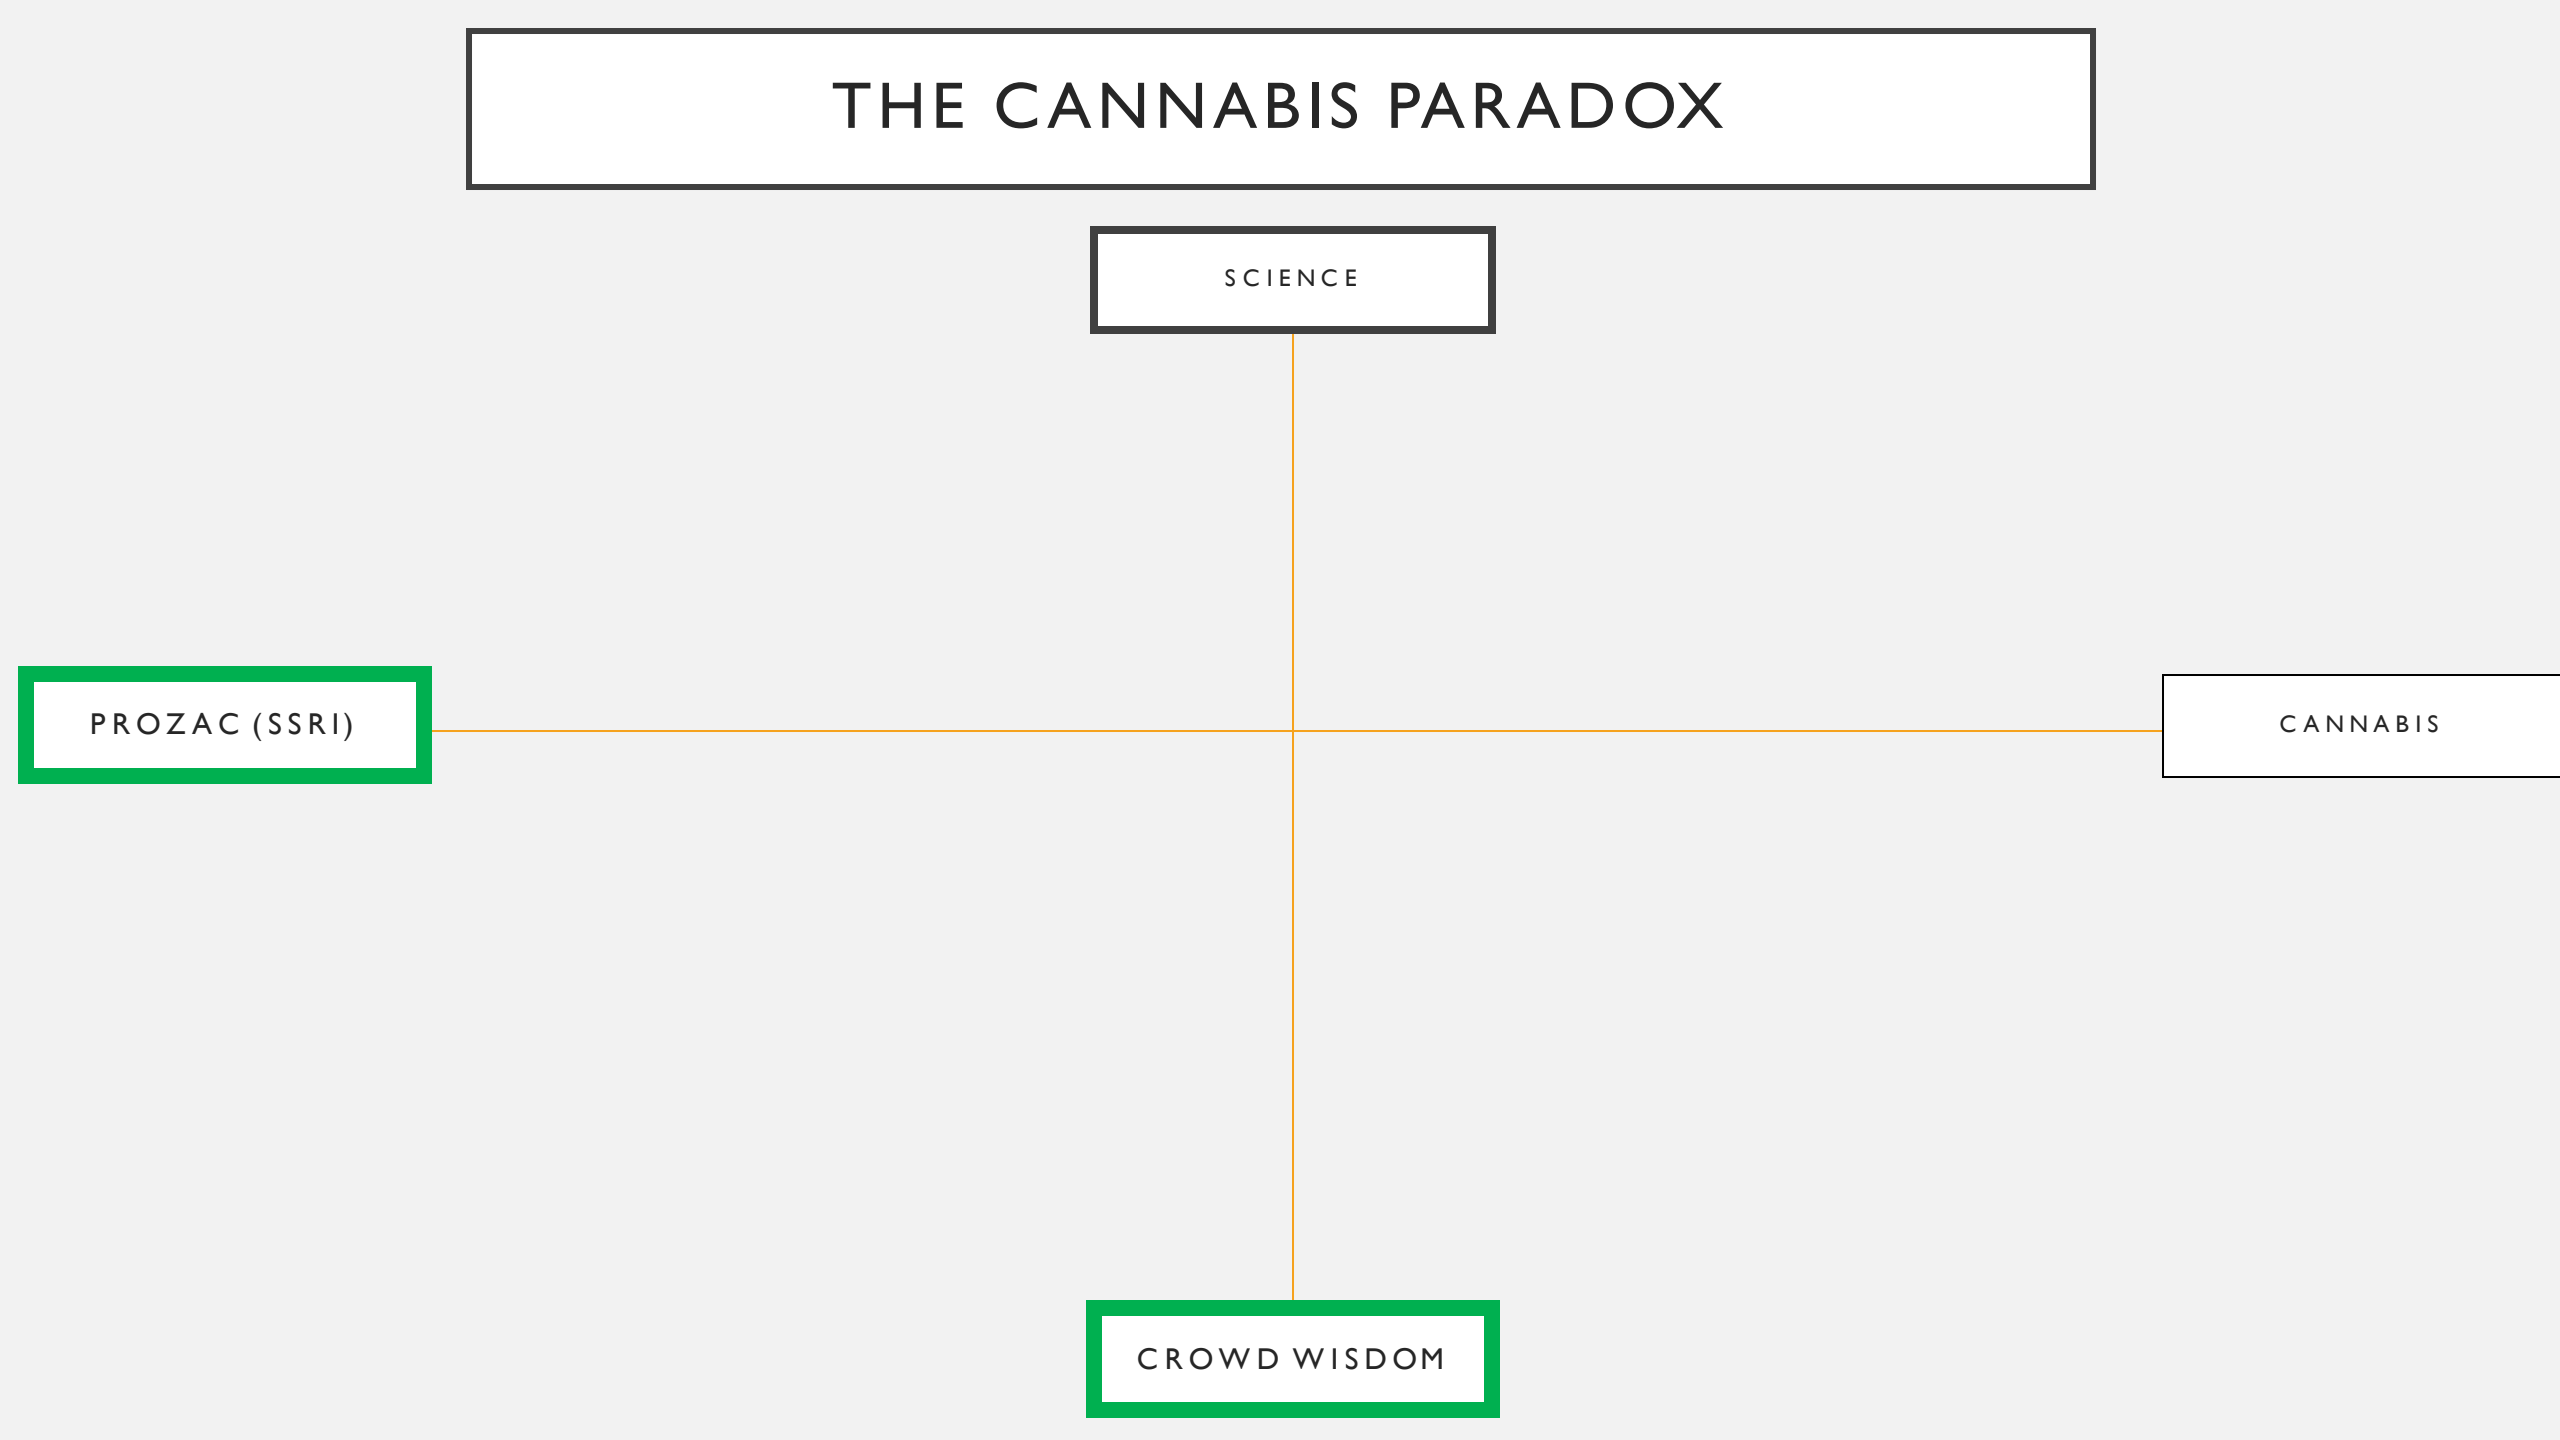 THE CANNABIS PARADOX
SCIENCE
PROZAC (SSRI)
CANNABIS
CROWD WISDOM